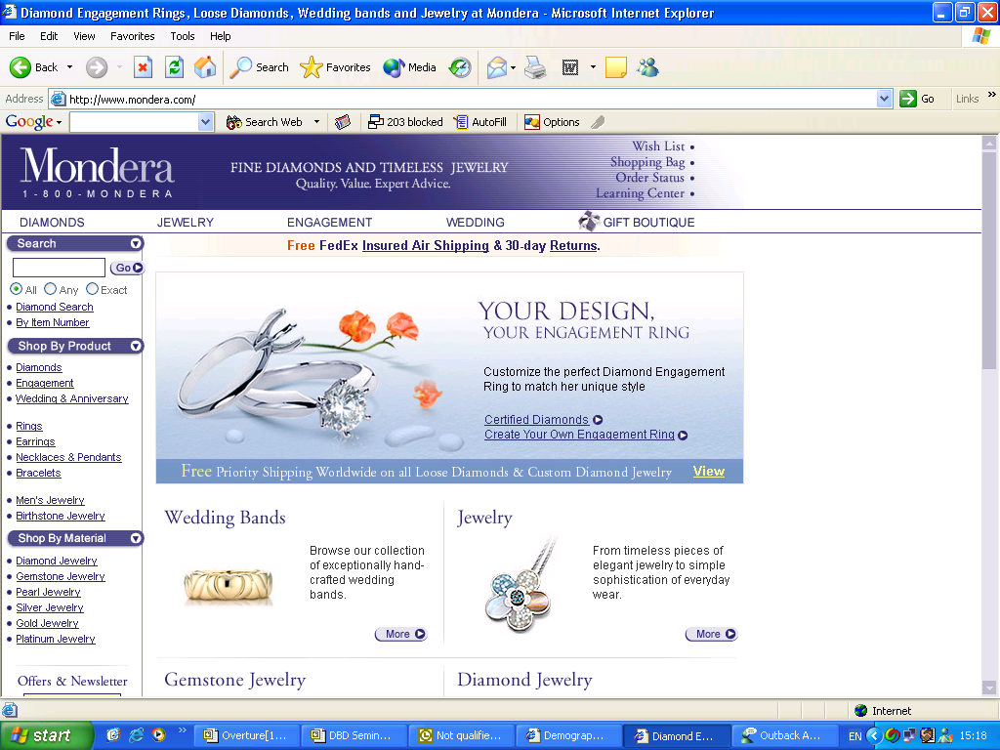 Diamond Engagement Rings, Loose Diamonds, Wedding bands and Jewelry at Mondera - Microsoft Internet Explorer
File Edit View Favorites Tools Help
Back Search Favorites Media
Address http://www.mondera.com/ Go Links »
Google Search Web 203 blocked AutoFill Options
Mondera
1-800-MONDERA
FINE DIAMONDS AND TIMELESS JEWELRY
Quality. Value. Expert Advice.
Wish List •
Shopping Bag •
Order Status •
Learning Center •
DIAMONDS JEWELRY ENGAGEMENT WEDDING GIFT BOUTIQUE
Free FedEx Insured Air Shipping & 30-day Returns.
Search
Go
All Any Exact
• Diamond Search
• By Item Number
Shop By Product
• Diamonds
• Engagement
• Wedding & Anniversary
• Rings
• Earrings
• Necklaces & Pendants
• Bracelets
• Men's Jewelry
• Birthstone Jewelry
Shop By Material
• Diamond Jewelry
• Gemstone Jewelry
• Pearl Jewelry
• Silver Jewelry
• Gold Jewelry
• Platinum Jewelry
Offers & Newsletter
YOUR DESIGN,
YOUR ENGAGEMENT RING
Customize the perfect Diamond Engagement
Ring to match her unique style
Certified Diamonds
Create Your Own Engagement Ring
Free Priority Shipping Worldwide on all Loose Diamonds & Custom Diamond Jewelry View
Wedding Bands
Browse our collection
of exceptionally hand-
crafted wedding
bands.
More
Jewelry
From timeless pieces of
elegant jewelry to simple
sophistication of everyday
wear.
More
Gemstone Jewelry
Diamond Jewelry
Internet
start » Overture[1... DBD Semin... Not qualifie... Demograp... Diamond E... Outback A... EN 15:18